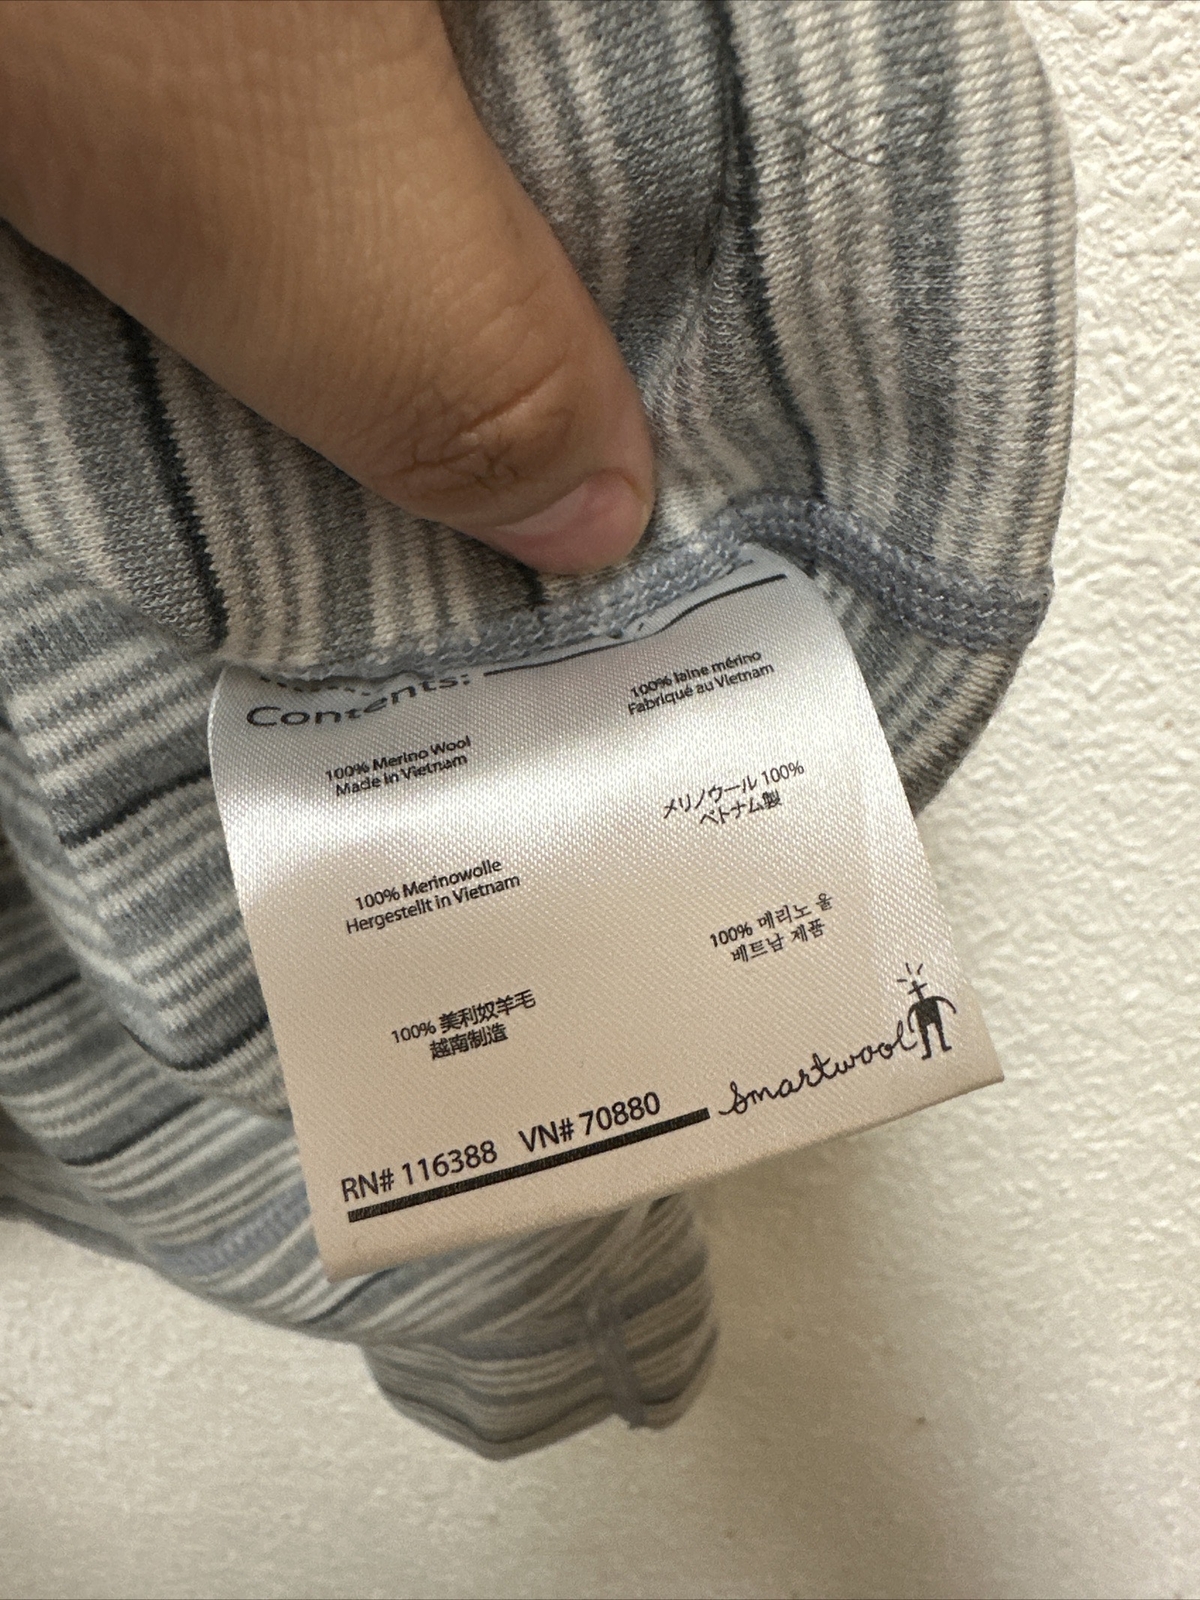 Contents:
100% Merino Wool
Made in Vietnam
100% laine mérino
Fabriqué au Vietnam
100% Merinowolle
Hergestellt in Vietnam
メリノウール 100%
ベトナム製
100% 美利奴羊毛
越南制造
100% 메리노 울
베트남 제품
RN# 116388 VN# 70880
smartwool